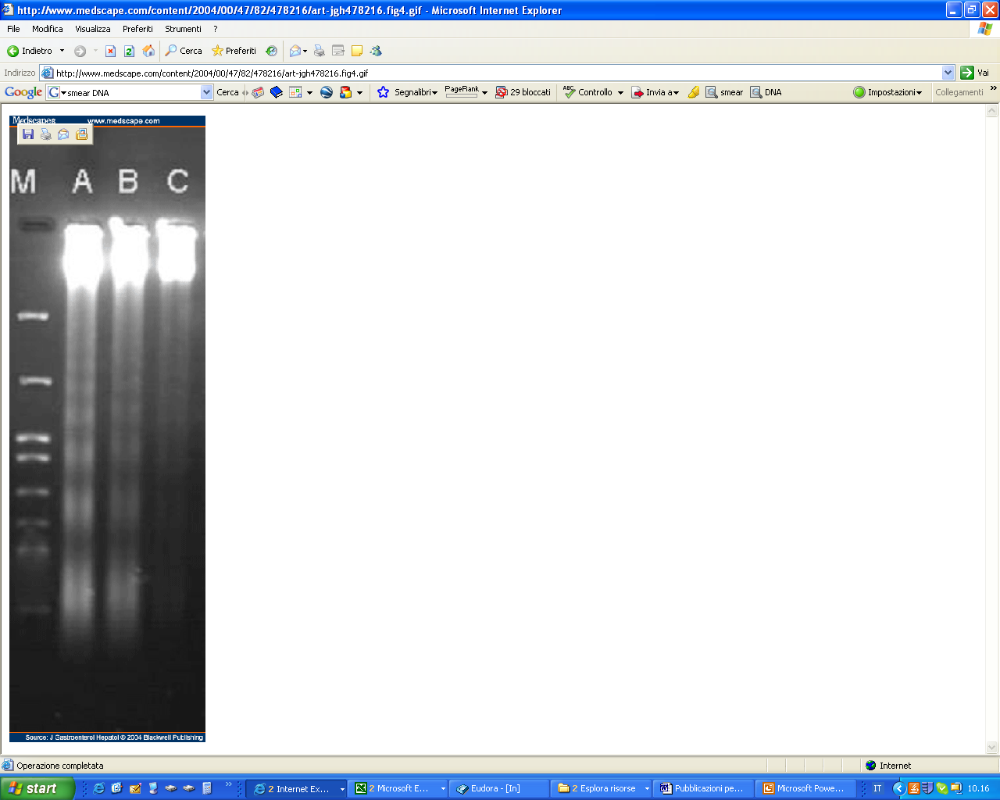 http://www.medscape.com/content/2004/00/47/82/478216/art-jgh478216.fig4.gif - Microsoft Internet Explorer
File Modifica Visualizza Preferiti Strumenti ?
Indietro Cerca Preferiti
Indirizzo http://www.medscape.com/content/2004/00/47/82/478216/art-jgh478216.fig4.gif Vai
Google G smear DNA Cerca Segnalibri PageRank 29 bloccati ABC Controllo Invia a smear DNA Impostazioni Collegamenti »
Medscape® www.medscape.com
M A B C
Source: J Gastroenterol Hepatol © 2004 Blackwell Publishing
Operazione completata Internet
start » 2 Internet Ex... 2 Microsoft E... Eudora - [In] 2 Esplora risorse Pubblicazioni pe... Microsoft Powe... IT 10.16